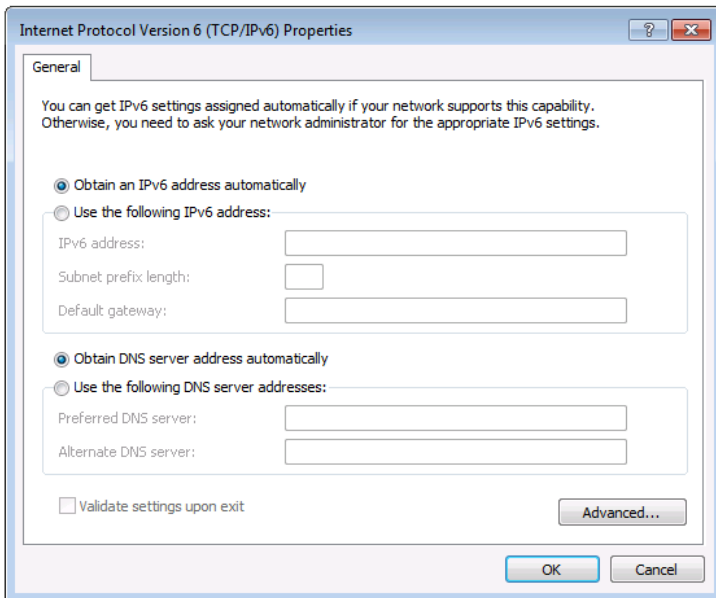 Internet Protocol Version 6 (TCP/IPv6) Properties
?
General
You can get IPv6 settings assigned automatically if your network supports this capability.
Otherwise, you need to ask your network administrator for the appropriate IPv6 settings.
Obtain an IPv6 address automatically
Use the following IPv6 address:
IPv6 address:
Subnet prefix length:
Default gateway:
Obtain DNS server address automatically
Use the following DNS server addresses:
Preferred DNS server:
Alternate DNS server:
Validate settings upon exit
Advanced...
OK Cancel